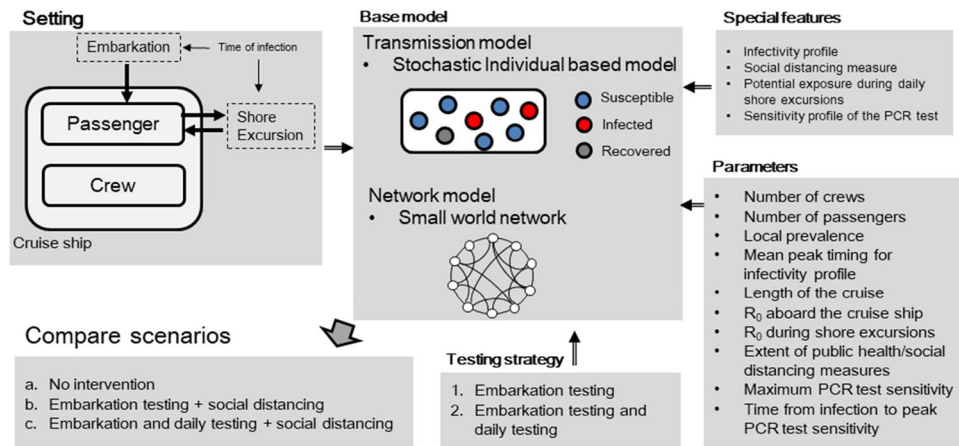 Setting
Embarkation
Time of infection
Passenger
Shore
Excursion
Crew
Cruise ship
Base model
Transmission model
• Stochastic Individual based model
Susceptible
Infected
Recovered
Network model
• Small world network
Special features
• Infectivity profile
• Social distancing measure
• Potential exposure during daily
shore excursions
• Sensitivity profile of the PCR test
Parameters
• Number of crews
• Number of passengers
• Local prevalence
• Mean peak timing for
infectivity profile
• Length of the cruise
• R0 aboard the cruise ship
• R0 during shore excursions
• Extent of public health/social
distancing measures
• Maximum PCR test sensitivity
• Time from infection to peak
PCR test sensitivity
Compare scenarios
a. No intervention
b. Embarkation testing + social distancing
c. Embarkation and daily testing + social distancing
Testing strategy
1. Embarkation testing
2. Embarkation testing and
daily testing